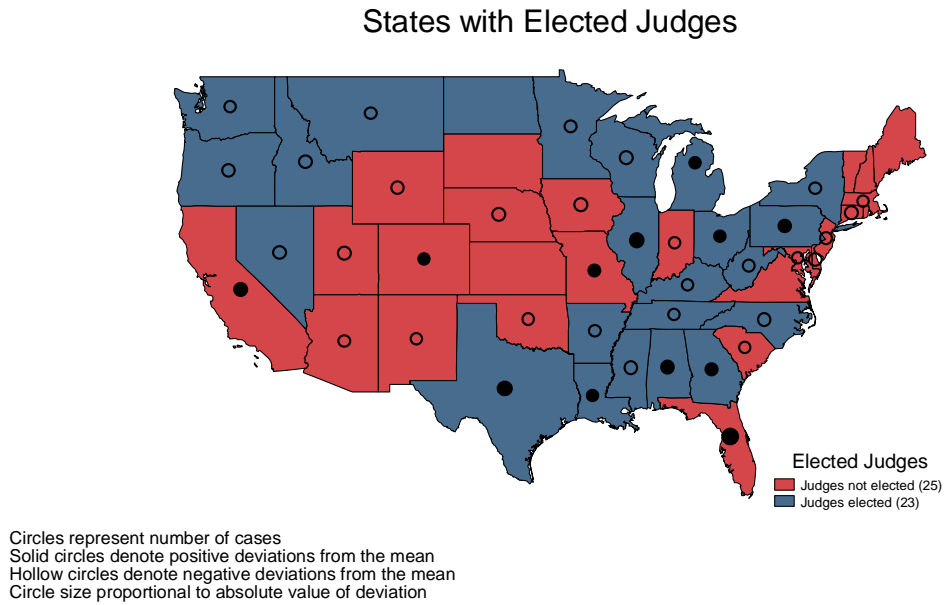 States with Elected Judges
Elected Judges
Judges not elected (25)
Judges elected (23)
Circles represent number of cases
Solid circles denote positive deviations from the mean
Hollow circles denote negative deviations from the mean
Circle size proportional to absolute value of deviation